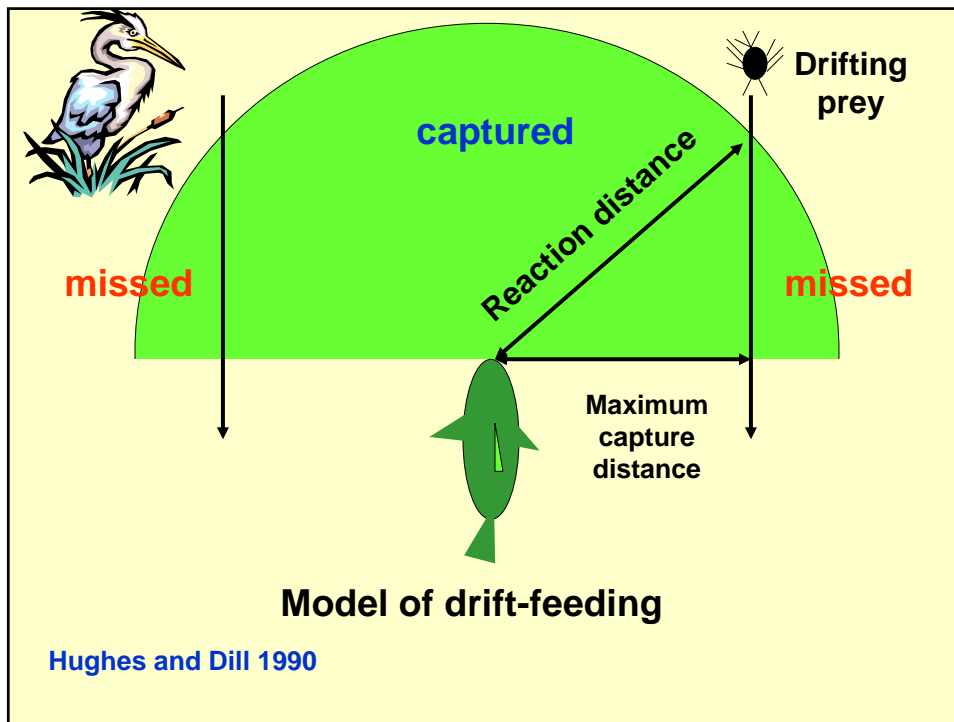 Drifting
prey
captured
Reaction distance
missed
missed
Maximum
capture
distance
Model of drift-feeding
Hughes and Dill 1990